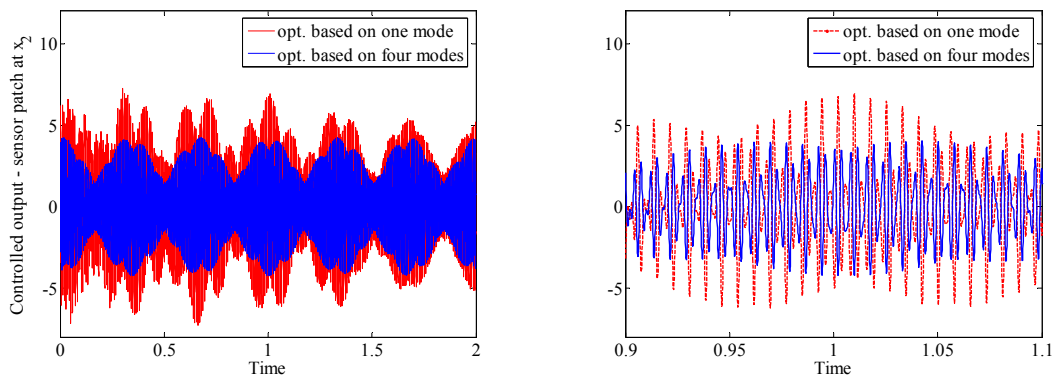 Controlled output - sensor patch at x2
10
5
0
-5
0
0.5
1
1.5
2
Time
opt. based on one mode
opt. based on four modes
10
5
0
-5
0.9
0.95
1
1.05
1.1
Time
opt. based on one mode
opt. based on four modes